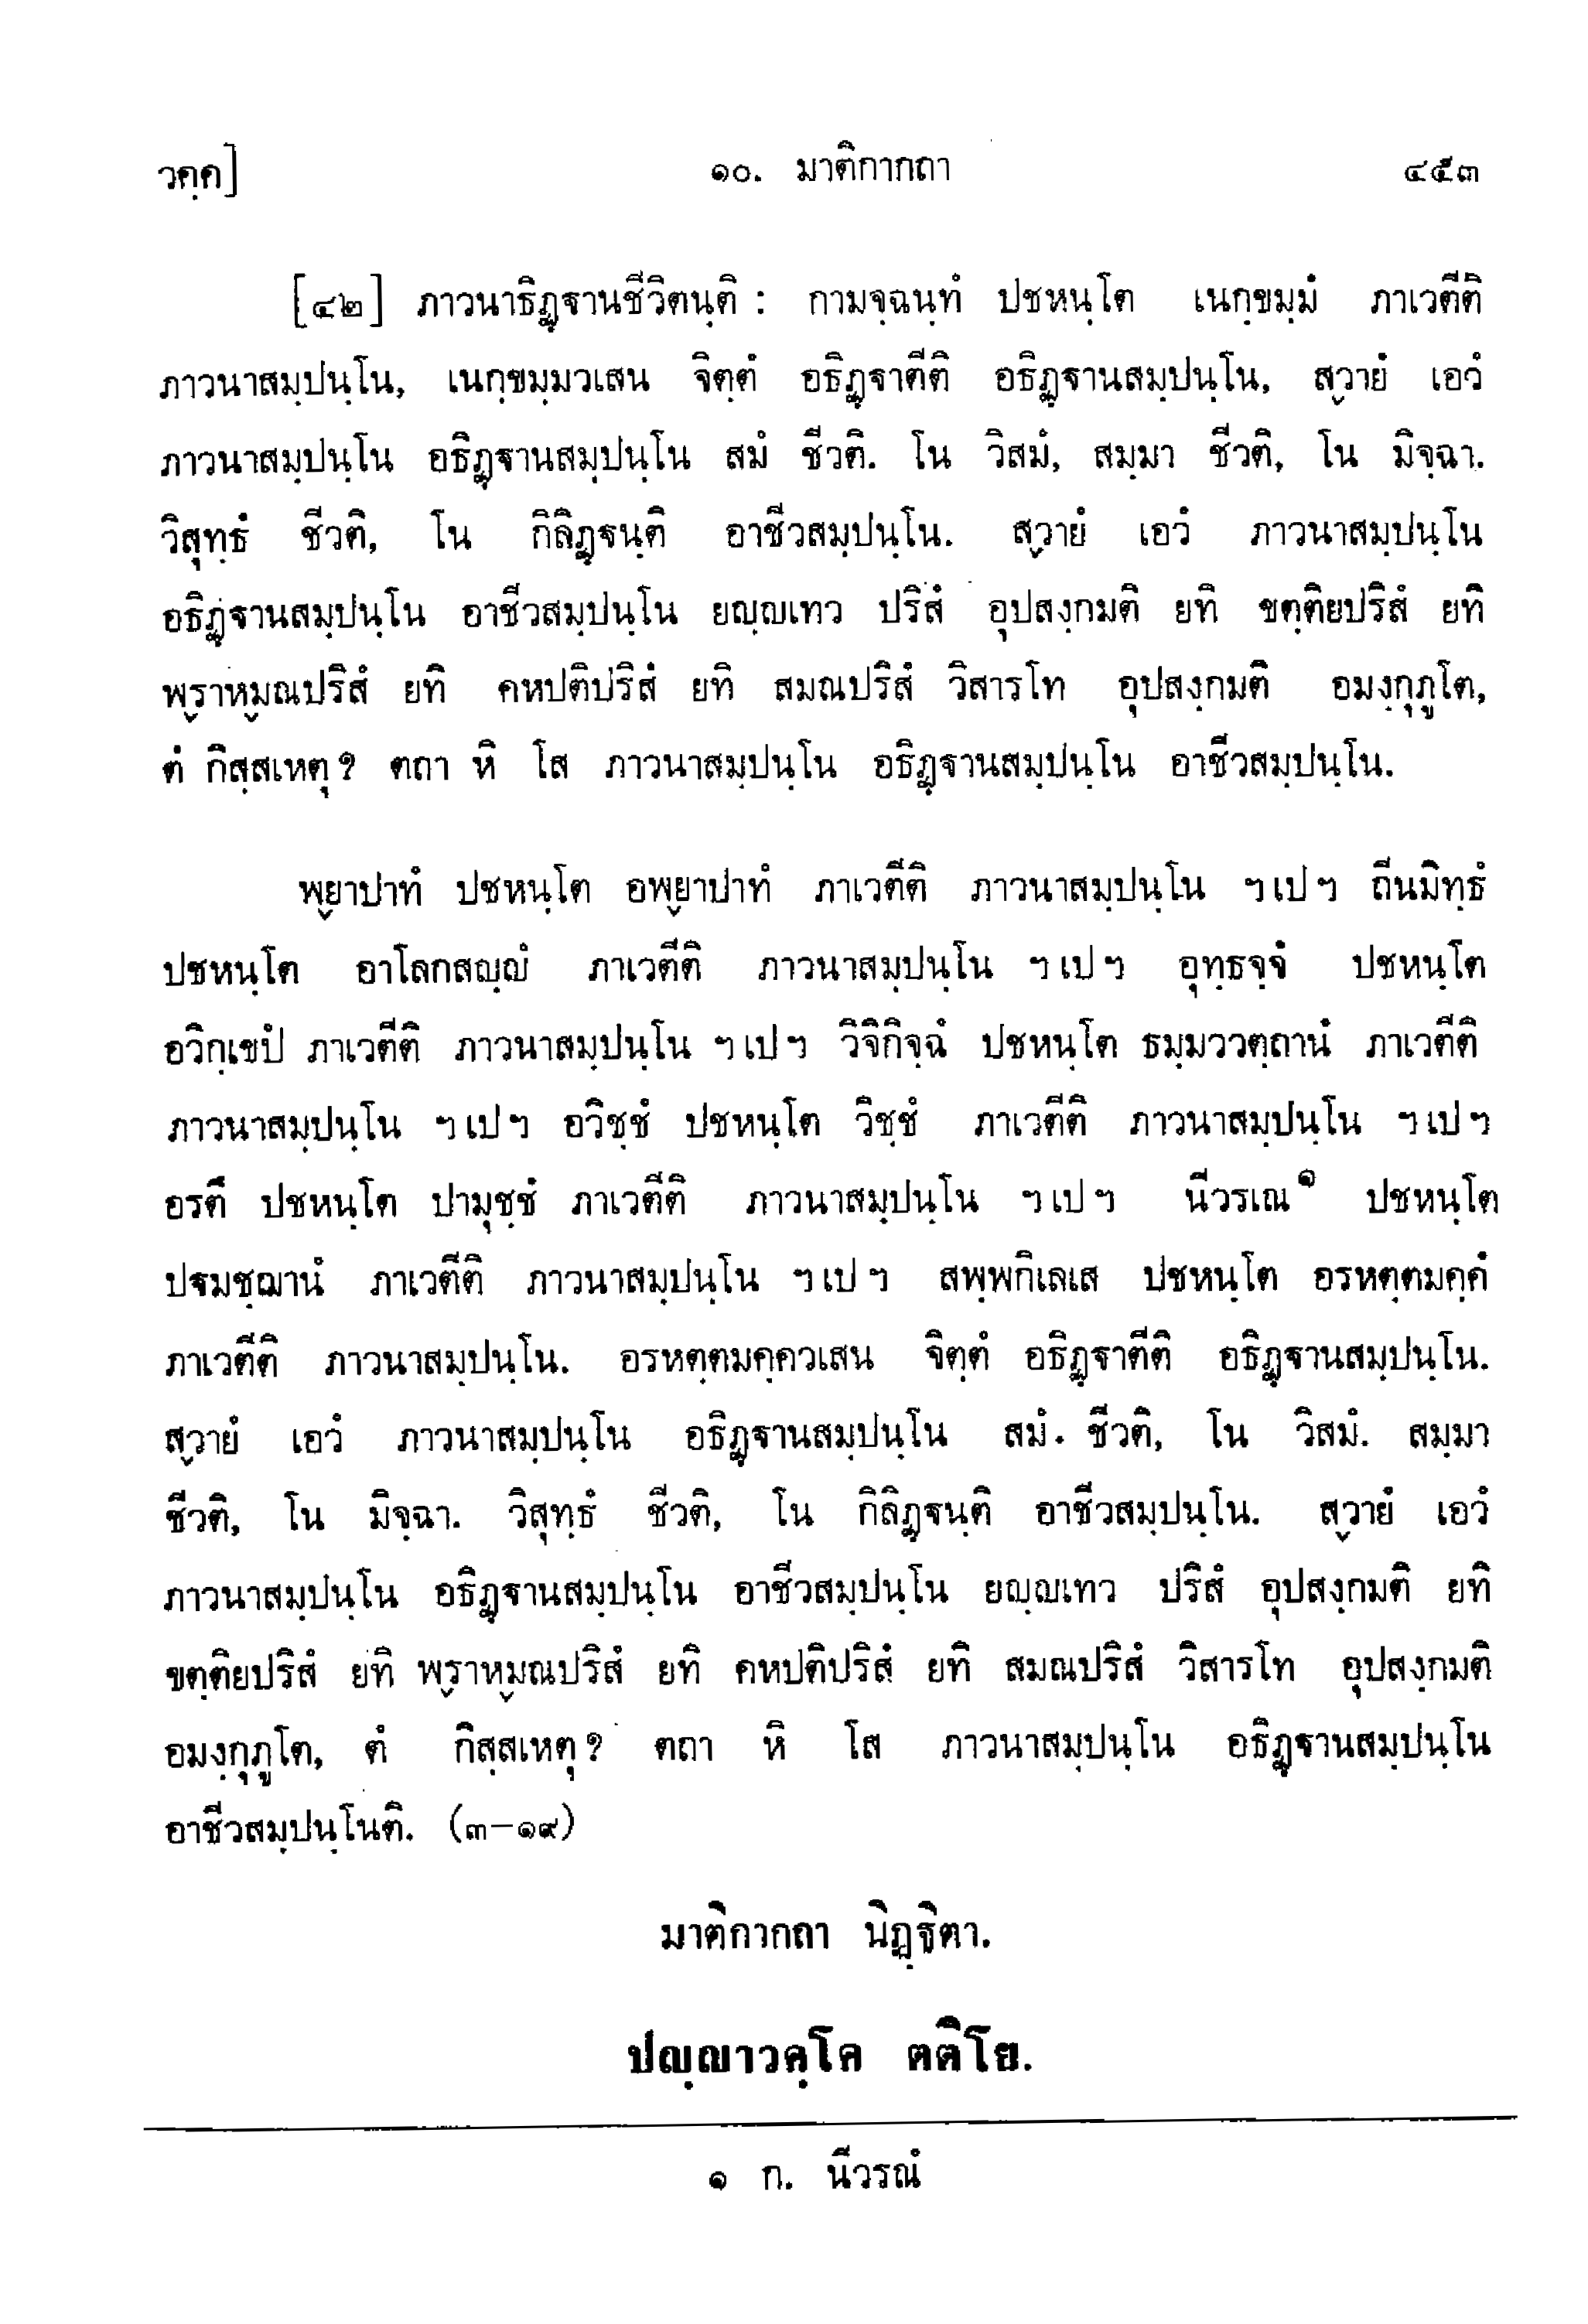 วคฺค]
๑๐. มาติกากถา
๔๕๓
[๔๒] ภาวนาธิฏฺฐานชีวิตนฺติ : กามจฺฉนฺทํ ปชหนฺโต เนกฺขมฺมํ ภาเวตีติ
ภาวนาสมฺปนฺโน, เนกฺขมฺมวเสน จิตฺตํ อธิฏฺฐาตีติ อธิฏฺฐานสมฺปนฺโน, สฺวายํ เอวํ
ภาวนาสมฺปนฺโน อธิฏฺฐานสมฺปนฺโน สมํ ชีวติ. โน วิสมํ, สมฺมา ชีวติ, โน มิจฺฉา.
วิสุทฺธํ ชีวติ, โน กิลิฏฺฐนฺติ อาชีวสมฺปนฺโน. สฺวายํ เอวํ ภาวนาสมฺปนฺโน
อธิฏฺฐานสมฺปนฺโน อาชีวสมฺปนฺโน ยญฺญเทว ปริสํ อุปสงฺกมติ ยทิ ขตฺติยปริสํ ยทิ
พฺราหฺมณปริสํ ยทิ คหปติปริสํ ยทิ สมณปริสํ วิสารโท อุปสงฺกมติ อมงฺกุภูโต,
ตํ กิสฺสเหตุ? ตถา หิ โส ภาวนาสมฺปนฺโน อธิฏฺฐานสมฺปนฺโน อาชีวสมฺปนฺโน.
พฺยาปาทํ ปชหนฺโต อพฺยาปาทํ ภาเวตีติ ภาวนาสมฺปนฺโน ฯเปฯ ถีนมิทฺธํ
ปชหนฺโต อาโลกสญฺญํ ภาเวตีติ ภาวนาสมฺปนฺโน ฯเปฯ อุทฺธจฺจํ ปชหนฺโต
อวิกฺเขปํ ภาเวตีติ ภาวนาสมฺปนฺโน ฯเปฯ วิจิกิจฺฉํ ปชหนฺโต ธมฺมววตฺถานํ ภาเวตีติ
ภาวนาสมฺปนฺโน ฯเปฯ อวิชฺชํ ปชหนฺโต วิชฺชํ ภาเวตีติ ภาวนาสมฺปนฺโน ฯเปฯ
อรตึ ปชหนฺโต ปามุชฺชํ ภาเวตีติ ภาวนาสมฺปนฺโน ฯเปฯ นีวรเณ๑ ปชหนฺโต
ปฐมชฺฌานํ ภาเวตีติ ภาวนาสมฺปนฺโน ฯเปฯ สพฺพกิเลเส ปชหนฺโต อรหตฺตมคฺคํ
ภาเวตีติ ภาวนาสมฺปนฺโน. อรหตฺตมคฺควเสน จิตฺตํ อธิฏฺฐาตีติ อธิฏฺฐานสมฺปนฺโน.
สฺวายํ เอวํ ภาวนาสมฺปนฺโน อธิฏฺฐานสมฺปนฺโน สมํ ชีวติ, โน วิสมํ. สมฺมา
ชีวติ, โน มิจฺฉา. วิสุทฺธํ ชีวติ, โน กิลิฏฺฐนฺติ อาชีวสมฺปนฺโน. สฺวายํ เอวํ
ภาวนาสมฺปนฺโน อธิฏฺฐานสมฺปนฺโน อาชีวสมฺปนฺโน ยญฺญเทว ปริสํ อุปสงฺกมติ ยทิ
ขตฺติยปริสํ ยทิ พฺราหฺมณปริสํ ยทิ คหปติปริสํ ยทิ สมณปริสํ วิสารโท อุปสงฺกมติ
อมงฺกุภูโต, ตํ กิสฺสเหตุ? ตถา หิ โส ภาวนาสมฺปนฺโน อธิฏฺฐานสมฺปนฺโน
อาชีวสมฺปนฺโนติ. (๓-๑๙)
มาติกากถา นิฏฺฐิตา.
ปญฺญาวคฺโค ตติโย.
๑ ก. นีวรณํ